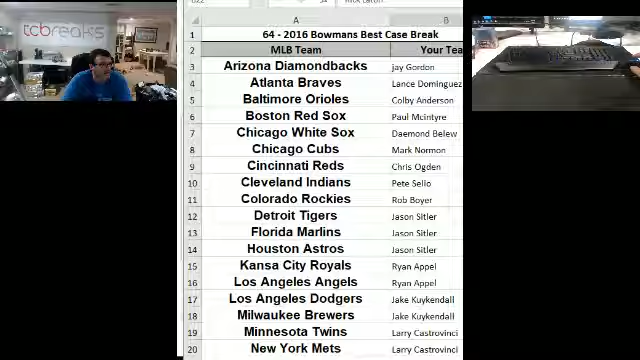 tcbreaks
A
B
1 64 - 2016 Bowmans Best Case Break
2 MLB Team Your Tea
3 Arizona Diamondbacks jay Gordon
4 Atlanta Braves Lance Dominguez
5 Baltimore Orioles Colby Anderson
6 Boston Red Sox Paul Mcintyre
7 Chicago White Sox Daemond Belew
8 Chicago Cubs Mark Normon
9 Cincinnati Reds Chris Ogden
10 Cleveland Indians Pete Sello
11 Colorado Rockies Rob Boyer
12 Detroit Tigers Jason Sitler
13 Florida Marlins Jason Sitler
14 Houston Astros Jason Sitler
15 Kansa City Royals Ryan Appel
16 Los Angeles Angels Ryan Appel
17 Los Angeles Dodgers Jake Kuykendall
18 Milwaukee Brewers Jake Kuykendall
19 Minnesota Twins Larry Castrovinci
20 New York Mets Larry Castrovinci